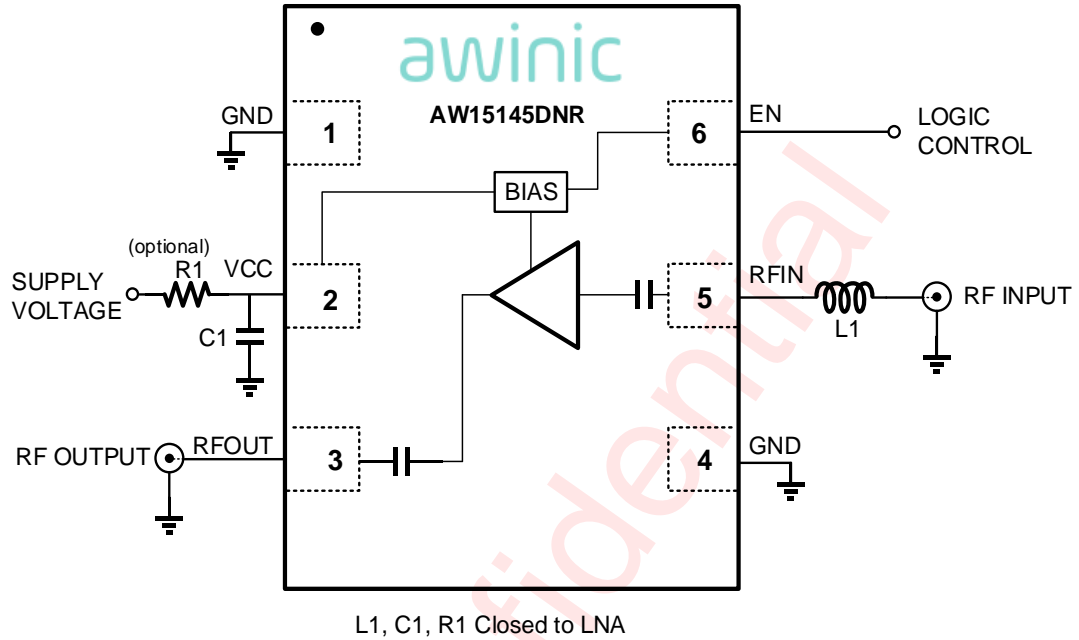 awinic
AW15145DNR
GND
1
6
EN
LOGIC
CONTROL
BIAS
(optional)
R1
VCC
SUPPLY
VOLTAGE
2
C1
5
RFIN
L1
RF INPUT
RF OUTPUT
RFOUT
3
4
GND
L1, C1, R1 Closed to LNA
fidential